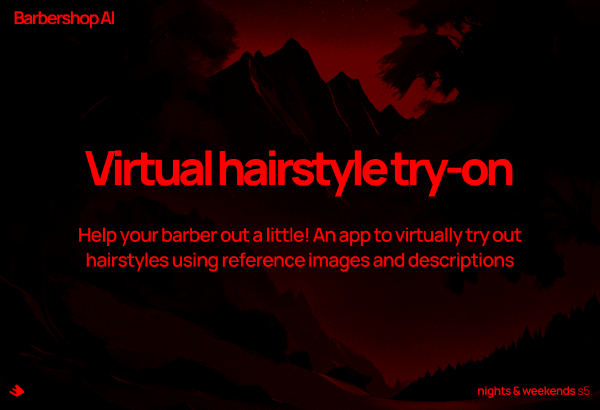 Barbershop AI
Virtual hairstyle try-on
Help your barber out a little! An app to virtually try out
hairstyles using reference images and descriptions
nights & weekends s5